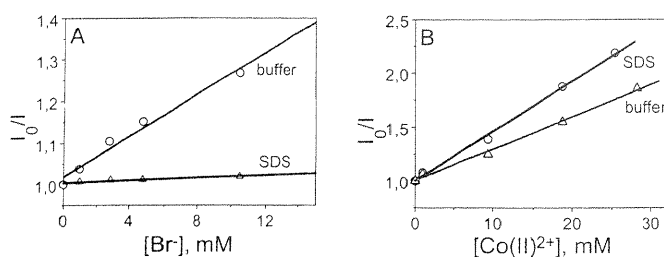 A
1,4
1,3
1,2
1,1
1,0
I₀/I
buffer
SDS
0 4 8 12
[Br-], mM
B
2,5
2,0
1,5
1,0
I₀/I
SDS
buffer
0 10 20 30
[Co(II)²⁺], mM